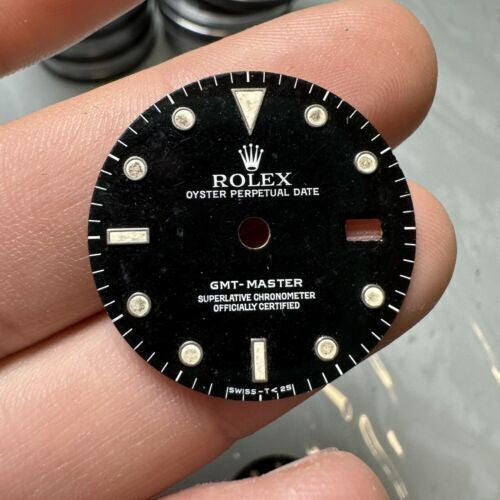 ROLEX
OYSTER PERPETUAL DATE
GMT-MASTER
SUPERLATIVE CHRONOMETER
OFFICIALLY CERTIFIED
SWISS-T<25